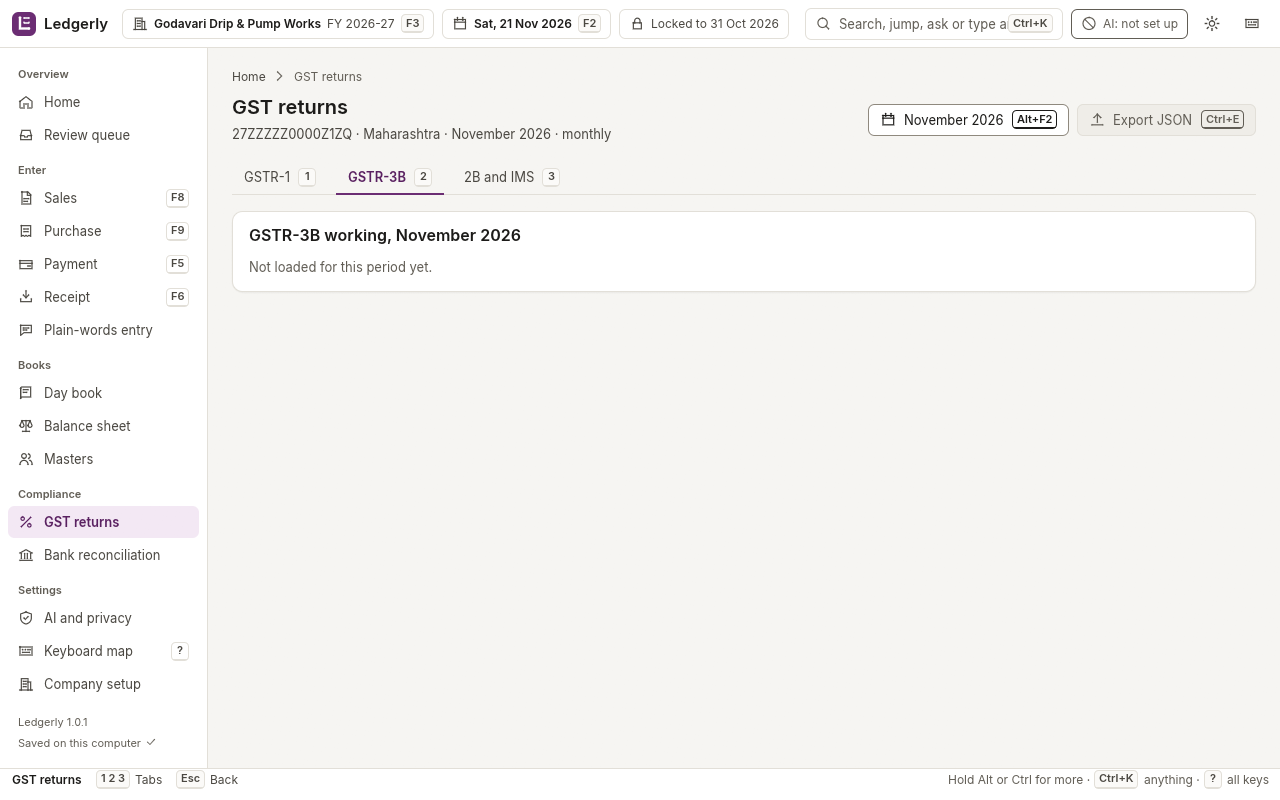 Ledgerly
Godavari Drip & Pump Works FY 2026-27 F3
Sat, 21 Nov 2026 F2
Locked to 31 Oct 2026
Search, jump, ask or type a Ctrl+K
AI: not set up
Overview
Home
Review queue
Enter
Sales F8
Purchase F9
Payment F5
Receipt F6
Plain-words entry
Books
Day book
Balance sheet
Masters
Compliance
GST returns
Bank reconciliation
Settings
AI and privacy
Keyboard map ?
Company setup
Ledgerly 1.0.1
Saved on this computer
Home GST returns
GST returns
27ZZZZZ0000Z1ZQ · Maharashtra · November 2026 · monthly
November 2026 Alt+F2
Export JSON Ctrl+E
GSTR-1 1 GSTR-3B 2 2B and IMS 3
GSTR-3B working, November 2026
Not loaded for this period yet.
GST returns 1 2 3 Tabs Esc Back
Hold Alt or Ctrl for more · Ctrl+K anything · ? all keys